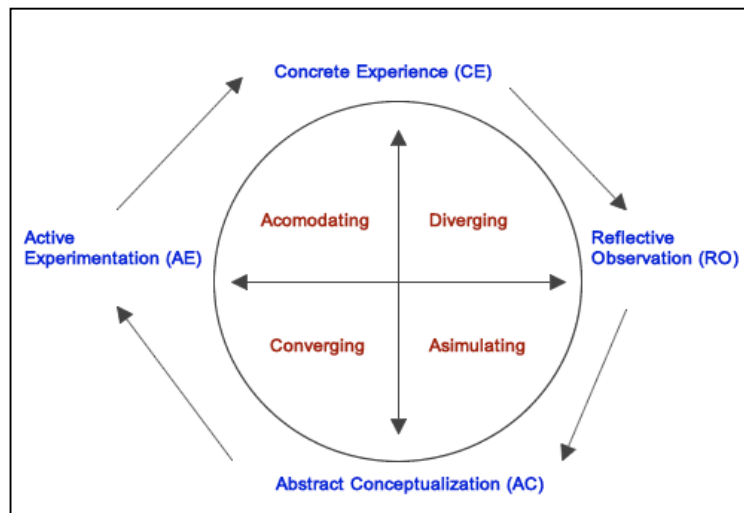 Concrete Experience (CE)
Acomodating
Diverging
Active
Experimentation (AE)
Reflective
Observation (RO)
Converging
Asimulating
Abstract Conceptualization (AC)